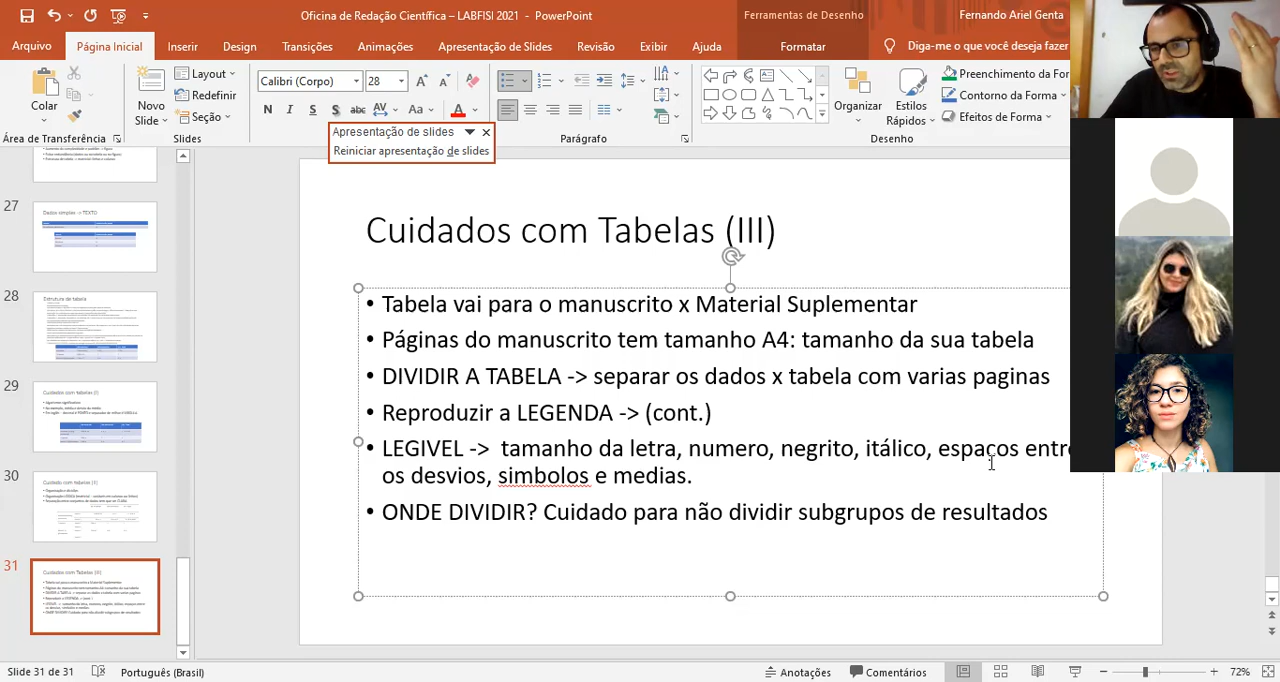 Oficina de Redação Científica – LABFISI 2021 - PowerPoint
Ferramentas de Desenho
Fernando Ariel Genta
Arquivo
Página Inicial
Inserir
Design
Transições
Animações
Apresentação de Slides
Revisão
Exibir
Ajuda
Formatar
Diga-me o que você deseja fazer
Colar
Novo
Slide
Layout
Redefinir
Seção
Calibri (Corpo)
28
N
I
S
S
abc
AV
Aa
A
Organizar
Estilos
Rápidos
Preenchimento da For
Contorno da Forma
Efeitos de Forma
Área de Transferência
Slides
Parágrafo
Desenho
Apresentação de slides
Reiniciar apresentação de slides
27
Dados simples -> TEXTO
28
Estrutura de tabela
29
Cuidados com Tabelas (I)
30
Cuidado com tabelas (II)
31
Cuidados com Tabelas (III)
Cuidados com Tabelas (III)
• Tabela vai para o manuscrito x Material Suplementar
• Páginas do manuscrito tem tamanho A4: tamanho da sua tabela
• DIVIDIR A TABELA -> separar os dados x tabela com varias paginas
• Reproduzir a LEGENDA -> (cont.)
• LEGIVEL -> tamanho da letra, numero, negrito, itálico, espaços entre
os desvios, simbolos e medias.
• ONDE DIVIDIR? Cuidado para não dividir subgrupos de resultados
Slide 31 de 31
Português (Brasil)
Anotações
Comentários
72%